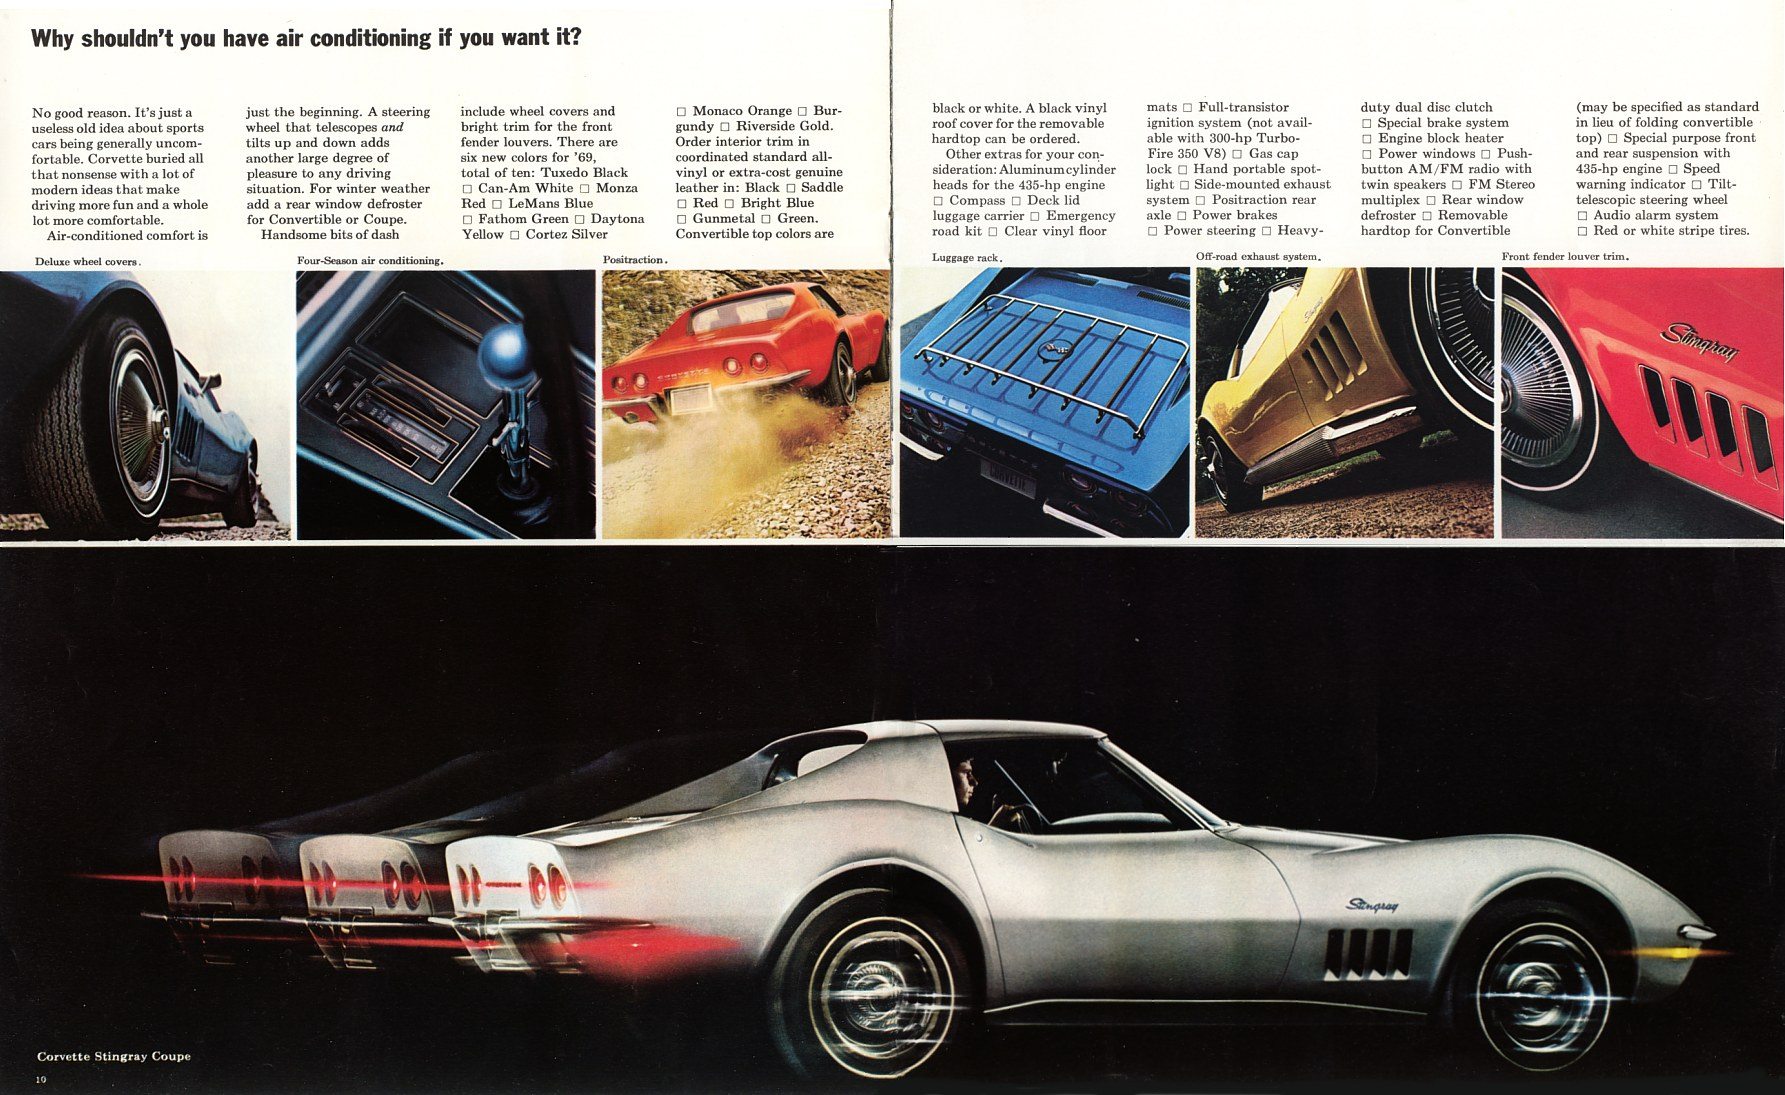 Why shouldn't you have air conditioning if you want it?
No good reason. It's just a
useless old idea about sports
cars being generally uncom-
fortable. Corvette buried all
that nonsense with a lot of
modern ideas that make
driving more fun and a whole
lot more comfortable.
Air-conditioned comfort is
just the beginning. A steering
wheel that telescopes and
tilts up and down adds
another large degree of
pleasure to any driving
situation. For winter weather
add a rear window defroster
for Convertible or Coupe.
Handsome bits of dash
include wheel covers and
bright trim for the front
fender louvers. There are
six new colors for '69,
total of ten: Tuxedo Black
□ Can-Am White □ Monza
Red □ LeMans Blue
□ Fathom Green □ Daytona
Yellow □ Cortez Silver
□ Monaco Orange □ Bur-
gundy □ Riverside Gold.
Order interior trim in
coordinated standard all-
vinyl or extra-cost genuine
leather in: Black □ Saddle
□ Red □ Bright Blue
□ Gunmetal □ Green.
Convertible top colors are
black or white. A black vinyl
roof cover for the removable
hardtop can be ordered.
Other extras for your con-
sideration: Aluminum cylinder
heads for the 435-hp engine
□ Compass □ Deck lid
luggage carrier □ Emergency
road kit □ Clear vinyl floor
mats □ Full-transistor
ignition system (not avail-
able with 300-hp Turbo-
Fire 350 V8) □ Gas cap
lock □ Hand portable spot-
light □ Side-mounted exhaust
system □ Positraction rear
axle □ Power brakes
□ Power steering □ Heavy-
duty dual disc clutch
□ Special brake system
□ Engine block heater
□ Power windows □ Push-
button AM/FM radio with
twin speakers □ FM Stereo
multiplex □ Rear window
defroster □ Removable
hardtop for Convertible
(may be specified as standard
in lieu of folding convertible
top) □ Special purpose front
and rear suspension with
435-hp engine □ Speed
warning indicator □ Tilt-
telescopic steering wheel
□ Audio alarm system
□ Red or white stripe tires.
Deluxe wheel covers.
Four-Season air conditioning.
Positraction.
Luggage rack.
Off-road exhaust system.
Front fender louver trim.
CORVETTE
CORVETTE
Stingray
Stingray
Stingray
Corvette Stingray Coupe
10